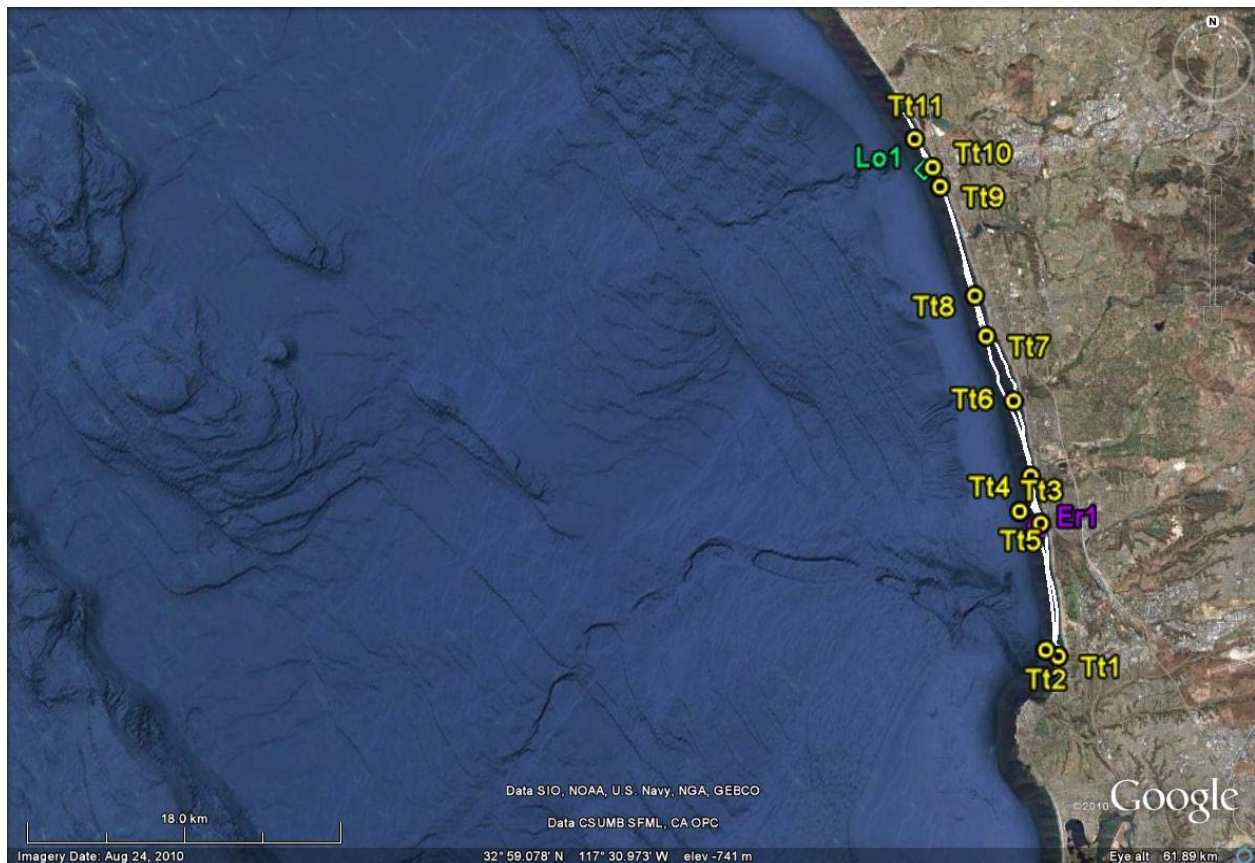 N
Tt11
Lo1
Tt10
Tt9
Tt8
Tt7
Tt6
Tt4
Tt3
Er1
Tt5
Tt1
Tt2
Data SIO, NOAA, U.S. Navy, NGA, GEBCO
18.0 km
Data CSUMB SFML, CA OPC
©2010 Google
Imagery Date: Aug 24, 2010 32°59.078' N 117°30.973' W elev -741 m Eye alt 61.89 km